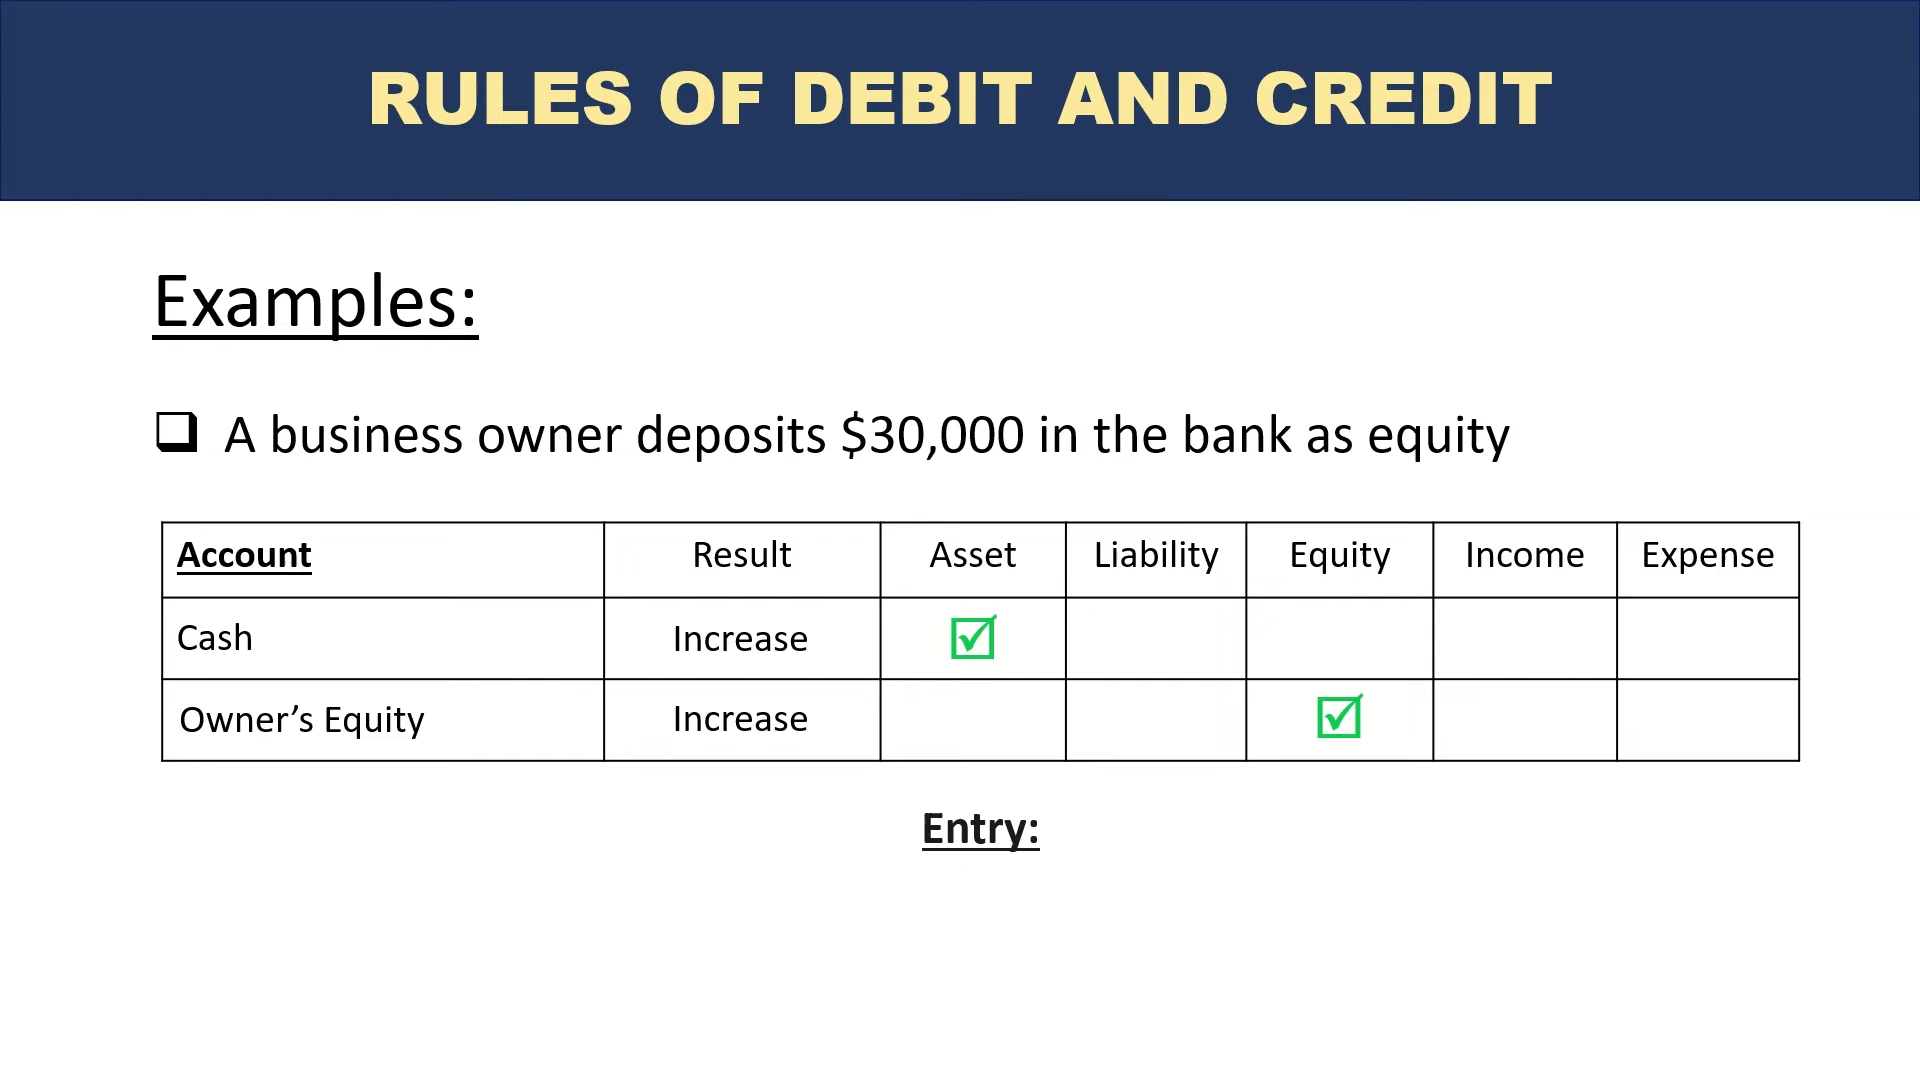 RULES OF DEBIT AND CREDIT
Examples:
A business owner deposits $30,000 in the bank as equity
Account Result Asset Liability Equity Income Expense
Cash Increase
Owner’s Equity Increase
Entry: